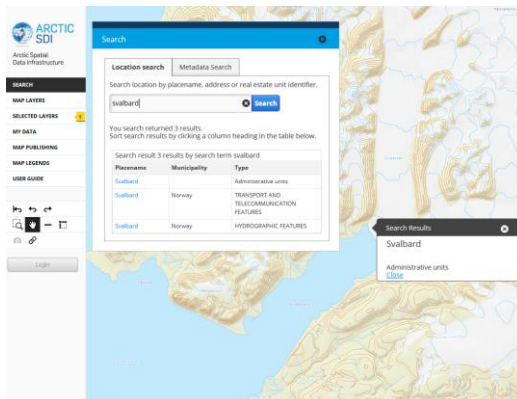 ARCTIC
SDI
Arctic Spatial
Data Infrastructure
SEARCH
MAP LAYERS
SELECTED LAYERS
1
MY DATA
MAP PUBLISHING
MAP LEGENDS
USER GUIDE
Login
Search
Location search
Metadata Search
Search location by placename, address or real estate unit identifier.
svalbard
Search
You search returned 3 results.
Sort search results by clicking a column heading in the table below.
Search result 3 results by search term svalbard
Placename Municipality Type
Svalbard Administrative units
Svalbard Norway TRANSPORT AND
TELECOMMUNICATION
FEATURES
Svalbard Norway HYDROGRAPHIC FEATURES
Search Results
Svalbard
Administrative units
Close